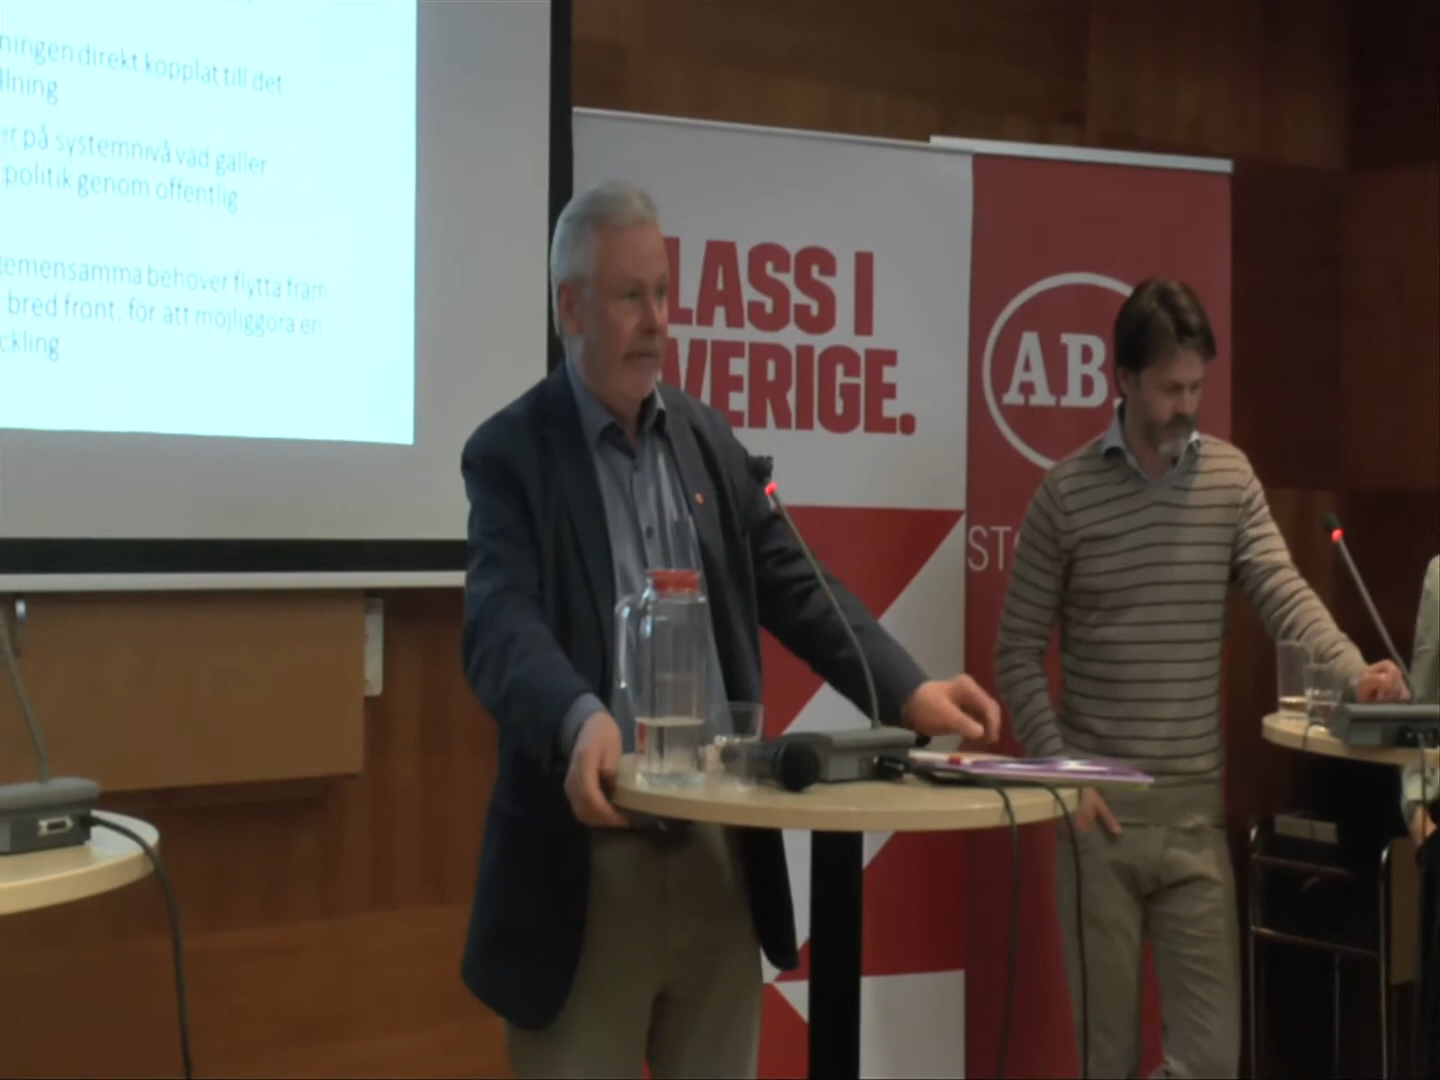 ningen direkt kopplat till det
llning
er på systemnivå vad gäller
politik genom offentlig
gemensamma behöver flytta fram
bred front, för att möjliggöra en
ckling
LASS I
VERIGE.
AB
ST